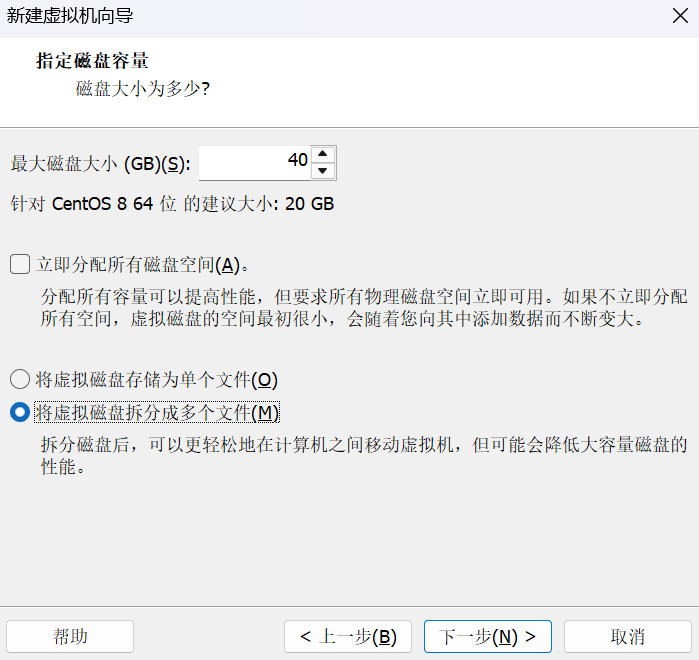 新建虚拟机向导
指定磁盘容量
磁盘大小为多少?
最大磁盘大小 (GB)(S): 40
针对 CentOS 8 64 位 的建议大小: 20 GB
立即分配所有磁盘空间(A)。
分配所有容量可以提高性能，但要求所有物理磁盘空间立即可用。如果不立即分配
所有空间，虚拟磁盘的空间最初很小，会随着您向其中添加数据而不断变大。
将虚拟磁盘存储为单个文件(O)
将虚拟磁盘拆分成多个文件(M)
拆分磁盘后，可以更轻松地在计算机之间移动虚拟机，但可能会降低大容量磁盘的
性能。
帮助 < 上一步(B) 下一步(N) > 取消